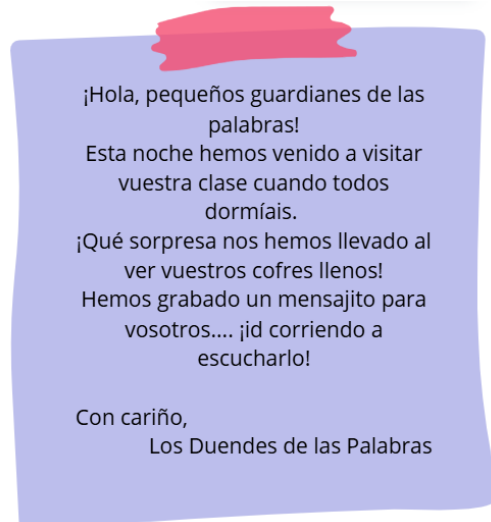 ¡Hola, pequeños guardianes de las
palabras!
Esta noche hemos venido a visitar
vuestra clase cuando todos
dormíais.
¡Qué sorpresa nos hemos llevado al
ver vuestros cofres llenos!
Hemos grabado un mensajito para
vosotros.... ¡id corriendo a
escucharlo!
Con cariño,
Los Duendes de las Palabras